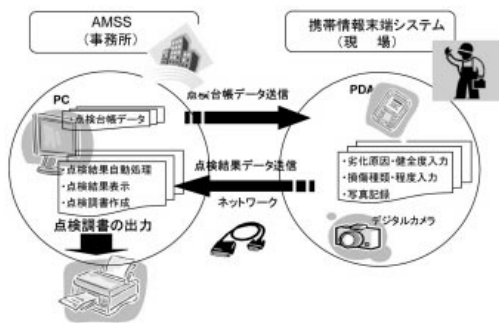 AMSS
（事務所）
携帯情報末端システム
（現　場）
PC
・点検台帳データ
点検台帳データ送信
PDA
・点検結果自動処理
・点検結果表示
・点検調書作成
点検結果データ送信
ネットワーク
・劣化原因・健全度入力
・損傷種類・程度入力
・写真記録
デジタルカメラ
点検調書の出力